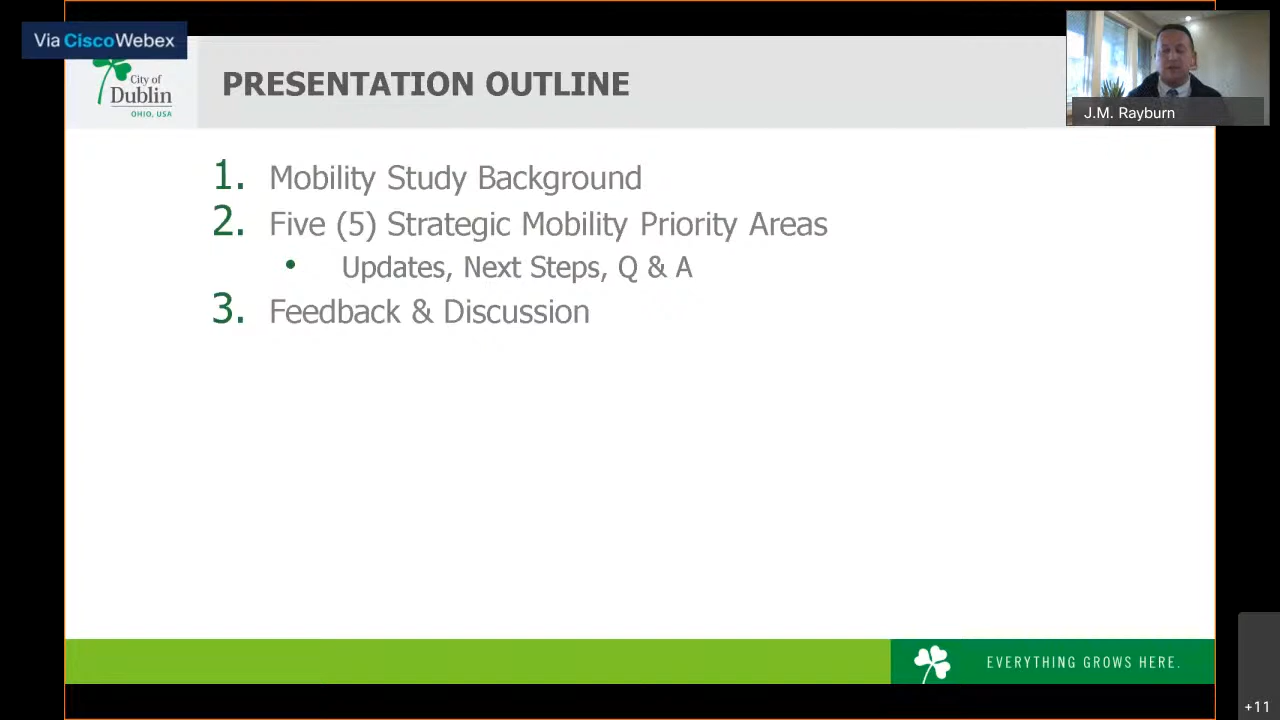 Via CiscoWebex
City of
Dublin
OHIO, USA
PRESENTATION OUTLINE
J.M. Rayburn
1. Mobility Study Background
2. Five (5) Strategic Mobility Priority Areas
• Updates, Next Steps, Q & A
3. Feedback & Discussion
EVERYTHING GROWS HERE.
+11